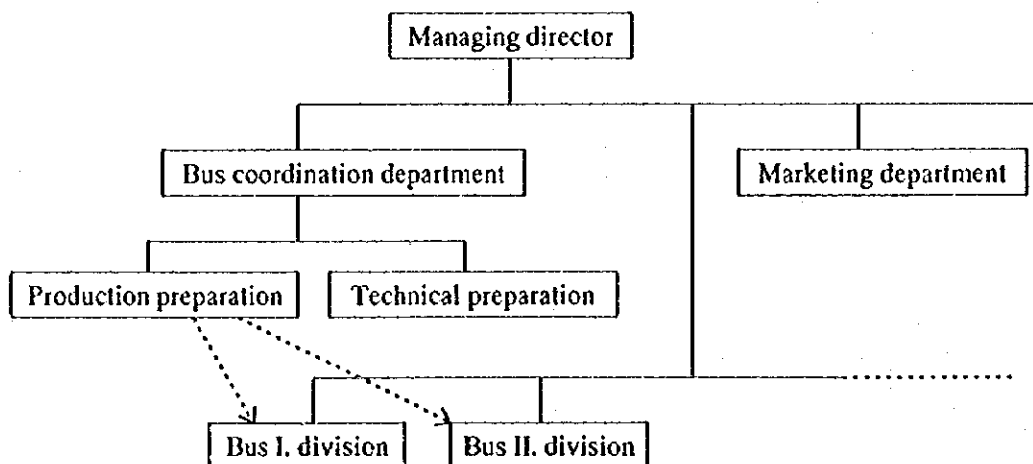 Managing director
Bus coordination department
Marketing department
Production preparation
Technical preparation
Bus I. division
Bus II. division